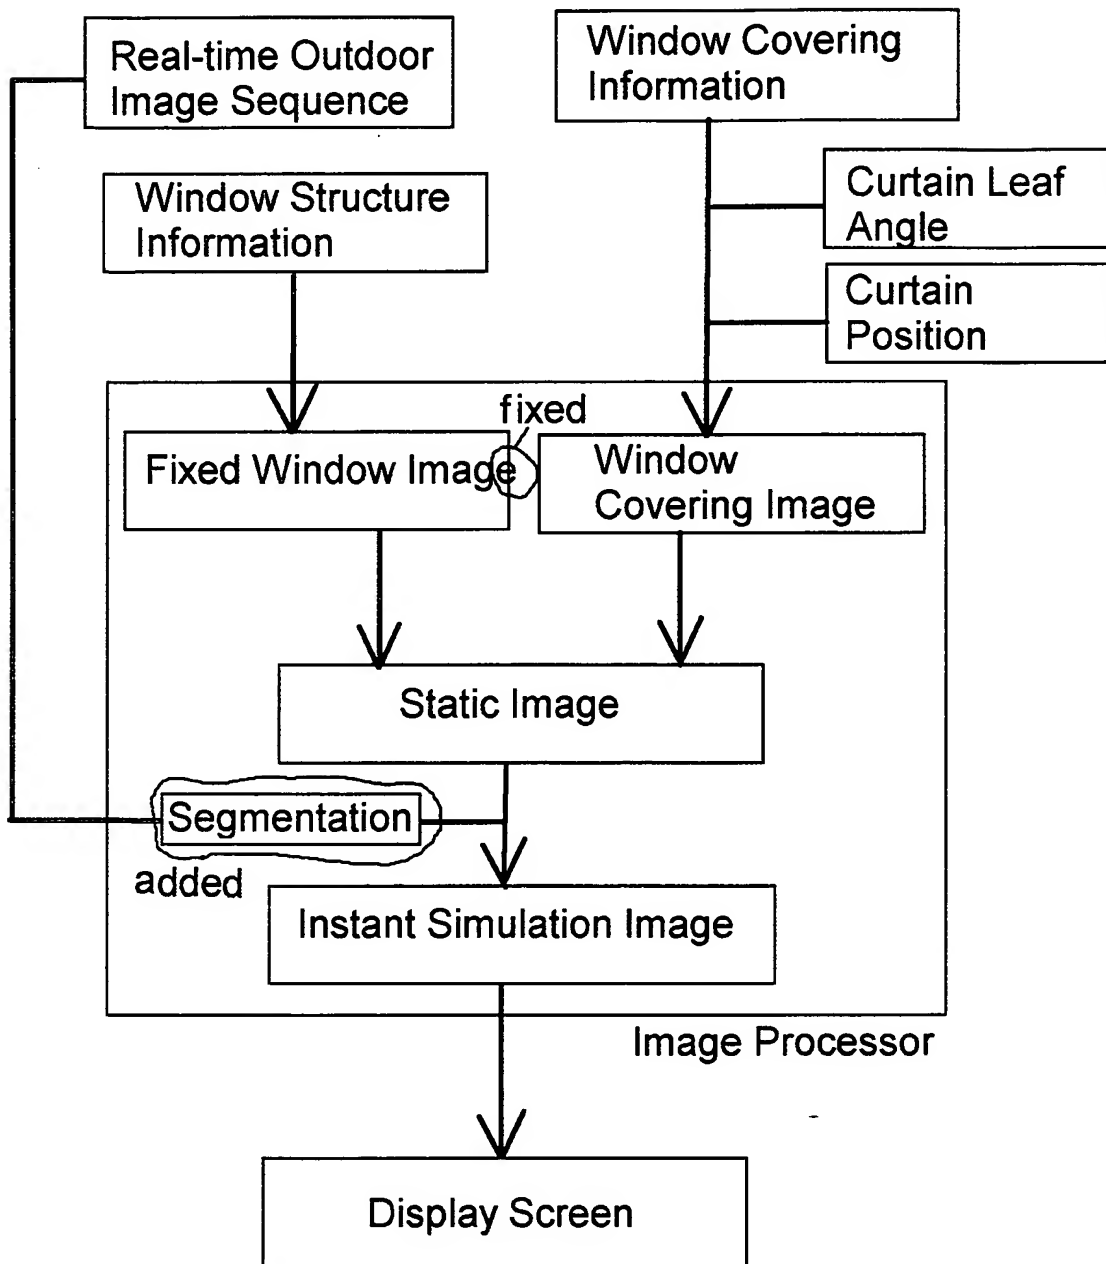 Real-time Outdoor
Image Sequence
Window Covering
Information
Window Structure
Information
Curtain Leaf
Angle
Curtain
Position
fixed
Fixed Window Image
Window
Covering Image
Static Image
Segmentation
added
Instant Simulation Image
Image Processor
Display Screen